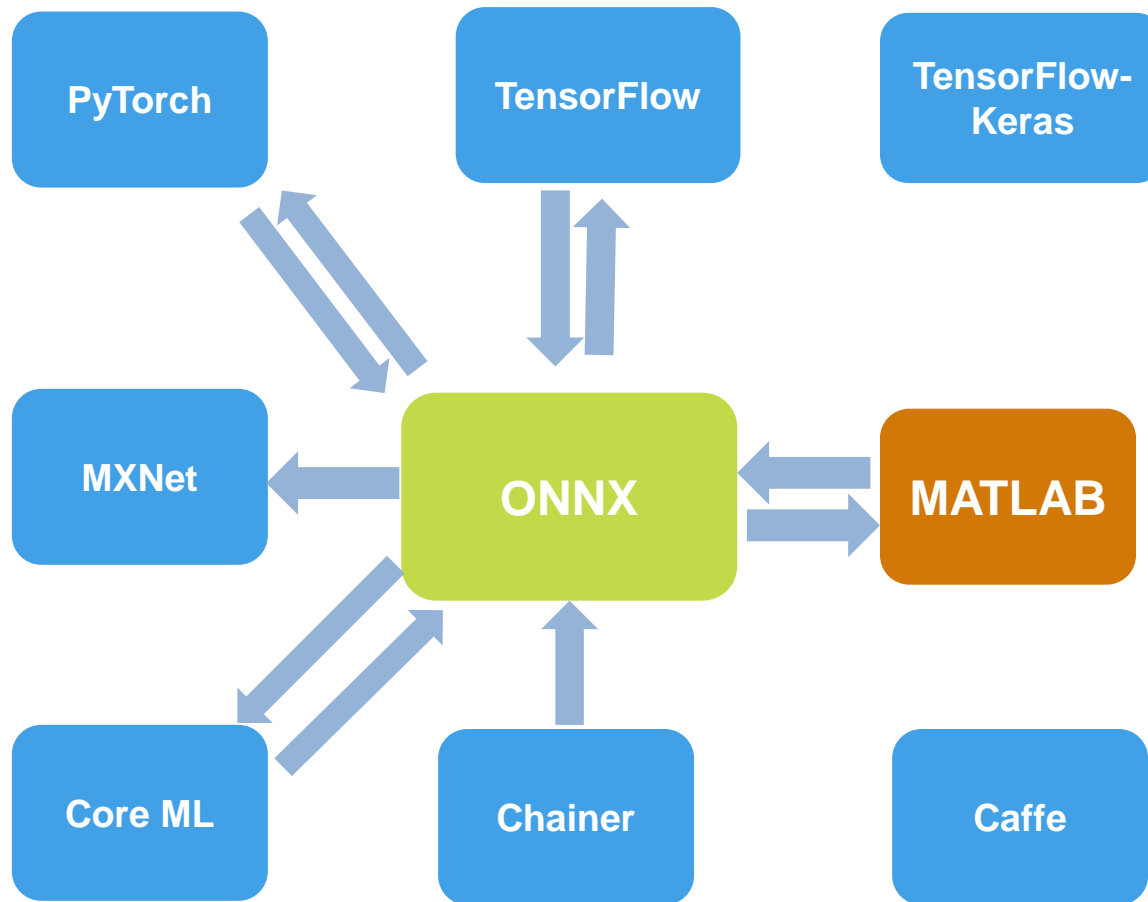 PyTorch
TensorFlow
TensorFlow-
Keras
MXNet
ONNX
MATLAB
Core ML
Chainer
Caffe